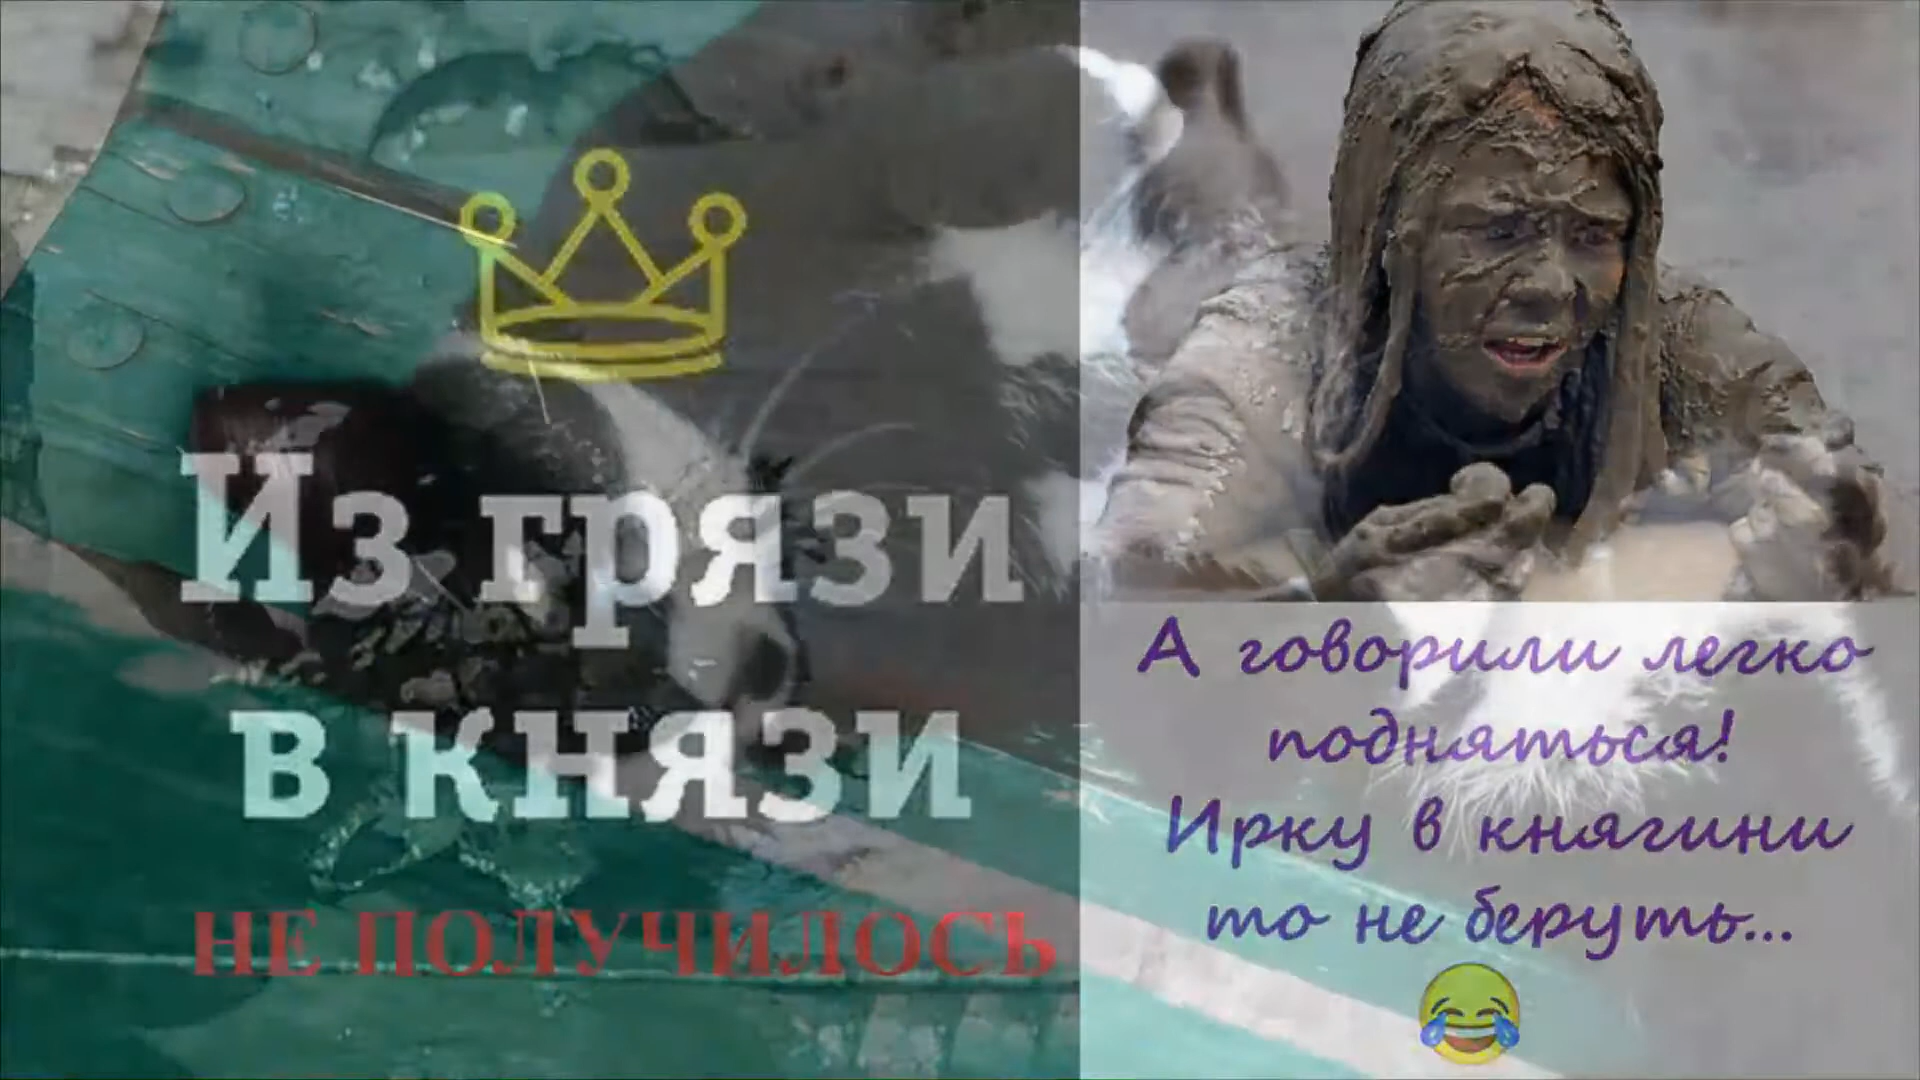 Из грязи
в князи
НЕ ПОЛУЧИЛОСЬ
А говорили легко
подняться!
Ирку в княгини
то не беруть...